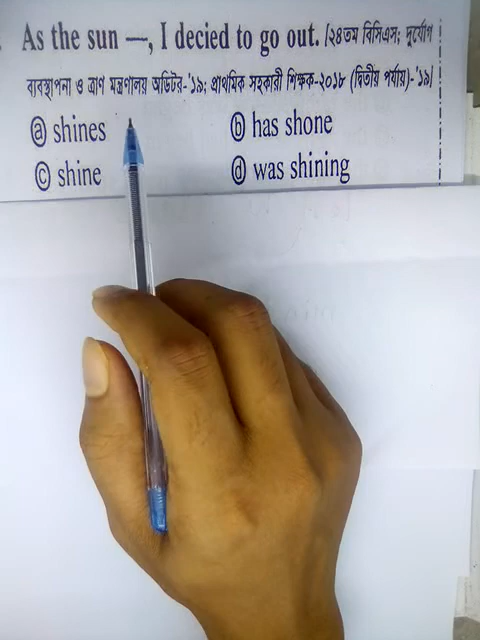 As the sun —, I decied to go out. [২৪তম বিসিএস; দুর্যোগ
ব্যবস্থাপনা ও ত্রাণ মন্ত্রণালয় অডিটর-'১৯; প্রাথমিক সহকারী শিক্ষক-২০১৮ (দ্বিতীয় পর্যায়)-'১৯]
ⓐ shines ⓑ has shone
ⓒ shine ⓓ was shining